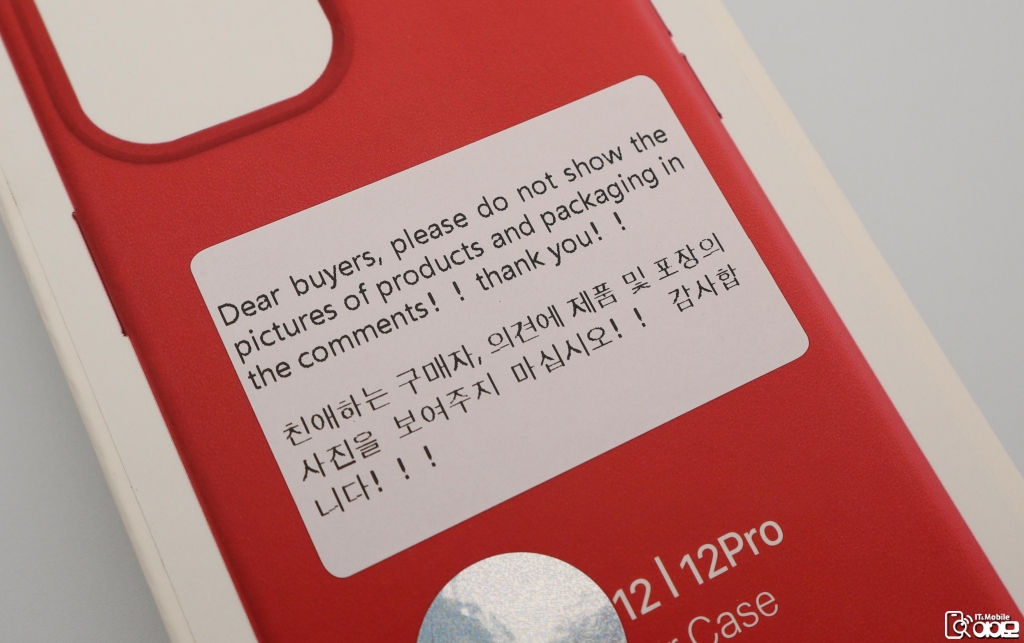 Dear buyers, please do not show the
pictures of products and packaging in
the comments! ! thank you! !
친애하는 구매자, 의견에 제품 및 포장의
사진을 보여주지 마십시오! ! 감사합
니다! ! !
12 | 12Pro
Case
IT & Mobile